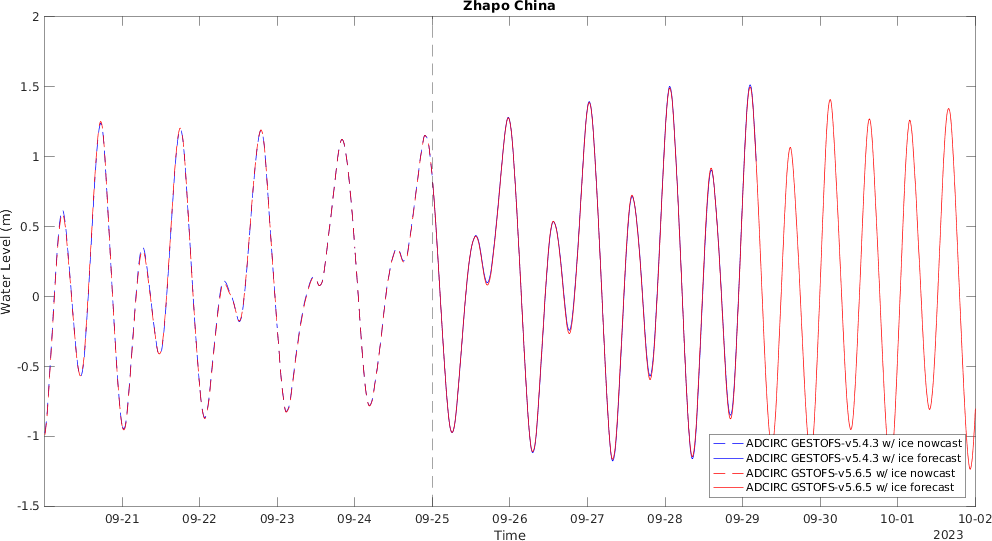 Zhapo China
2
1.5
1
0.5
0
-0.5
-1
-1.5
Water Level (m)
ADCIRC GESTOFS-v5.4.3 w/ ice nowcast
ADCIRC GESTOFS-v5.4.3 w/ ice forecast
ADCIRC GSTOFS-v5.6.5 w/ ice nowcast
ADCIRC GSTOFS-v5.6.5 w/ ice forecast
09-21 09-22 09-23 09-24 09-25 09-26 09-27 09-28 09-29 09-30 10-01 10-02
Time
2023